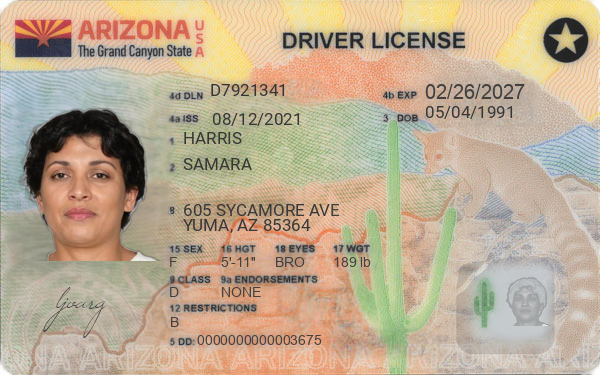 ARIZONA USA
The Grand Canyon State
DRIVER LICENSE
4d DLN D7921341
4b EXP 02/26/2027
4a ISS 08/12/2021
3 DOB 05/04/1991
1 HARRIS
2 SAMARA
8 605 SYCAMORE AVE
YUMA, AZ 85364
15 SEX 16 HGT 18 EYES 17 WGT
F 5'-11" BRO 189 lb
9 CLASS 9a ENDORSEMENTS
D NONE
12 RESTRICTIONS
B
5 DD: 0000000000003675
ARIZONA ARIZONA ARIZONA ARIZONA